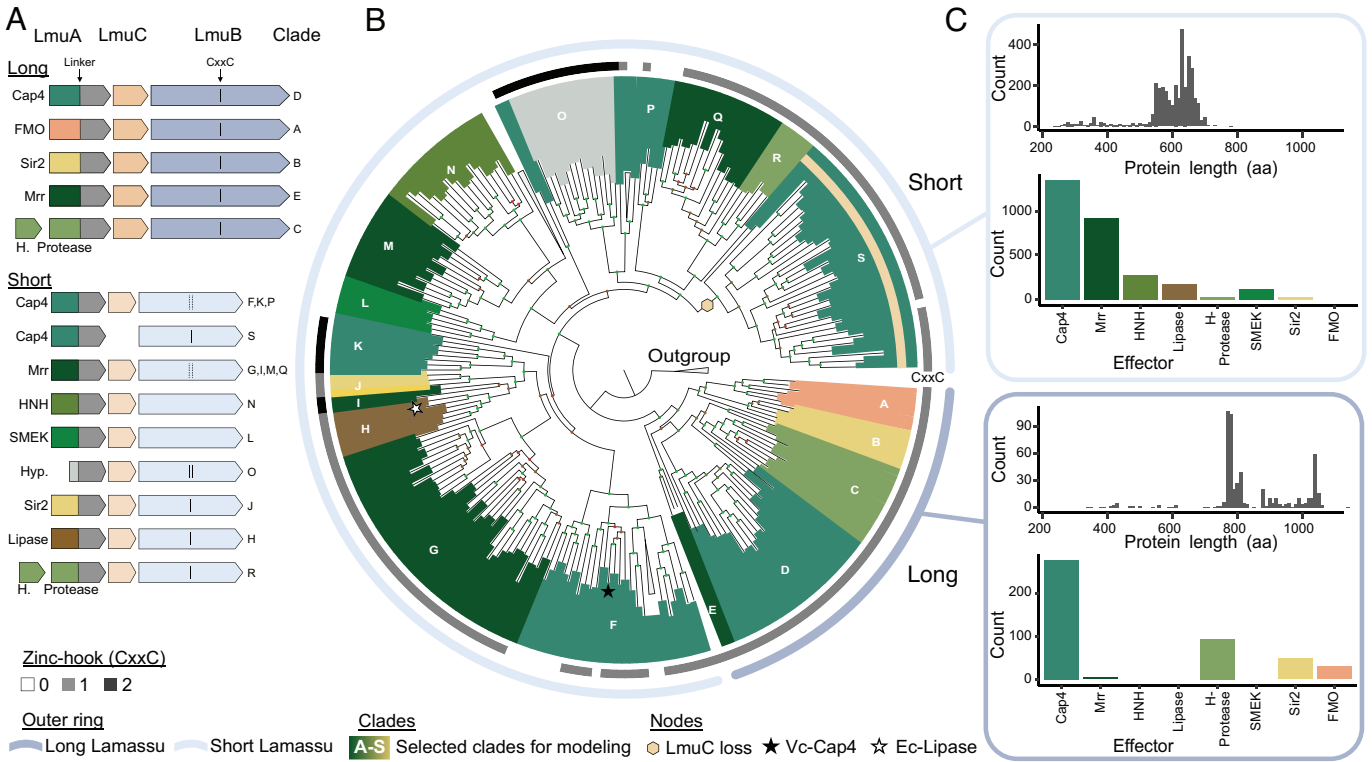 A
LmuA LmuC LmuB Clade
Long
Linker
CxxC
Cap4 D
FMO A
Sir2 B
Mrr E
C
H. Protease
Short
Cap4 F,K,P
Cap4 S
Mrr G,I,M,Q
HNH N
SMEK L
Hyp. O
Sir2 J
Lipase H
R
H. Protease
Zinc-hook (CxxC)
0 1 2
Outer ring
Long Lamassu Short Lamassu
B
O
P
Q
R
S
N
M
L
K
J
I
H
G
F
E
D
C
B
A
Outgroup
CxxC
Short
Long
Clades
A-S Selected clades for modeling
Nodes
LmuC loss Vc-Cap4 Ec-Lipase
C
Count
400
200
0
200 400 600 800 1000
Protein length (aa)
Count
1000
500
0
Cap4
Mrr
HNH
Lipase
H-Protease
SMEK
Sir2
FMO
Effector
Count
90
60
30
0
200 400 600 800 1000
Protein length (aa)
Count
200
100
0
Cap4
Mrr
HNH
Lipase
H-Protease
SMEK
Sir2
FMO
Effector